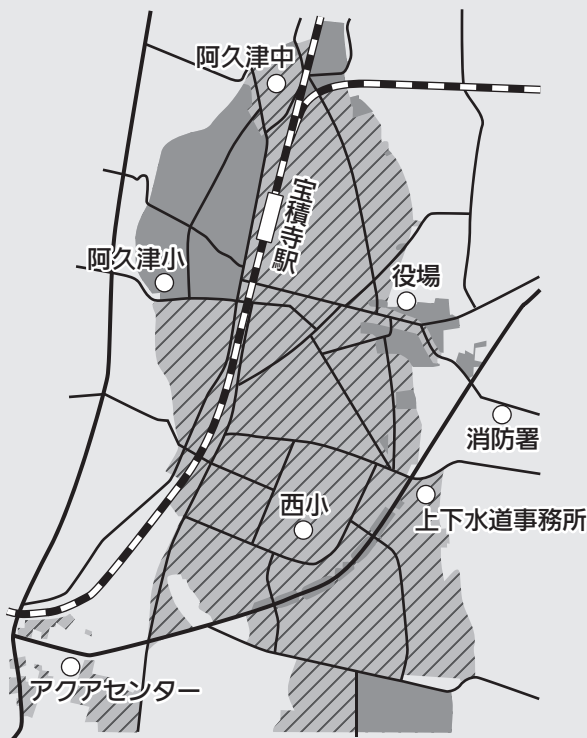 阿久津中
宝積寺駅
阿久津小
役場
消防署
西小
上下水道事務所
アクアセンター